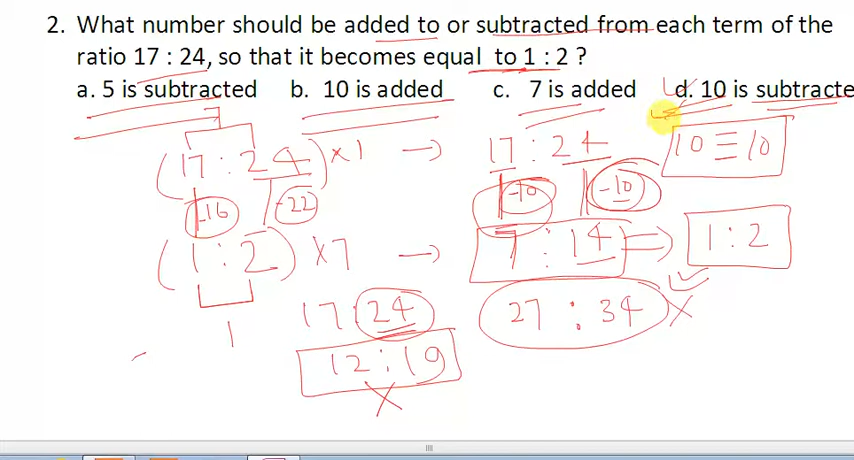 2. What number should be added to or subtracted from each term of the
ratio 17 : 24, so that it becomes equal to 1 : 2 ?
a. 5 is subtracted b. 10 is added c. 7 is added d. 10 is subtracte
(17 : 24) ×1 → 17 : 24 10 ≡ 10
-16 -22 -10 -10
(1 : 2) ×7 → 7 : 14 ⇒ 1 : 2
17 : 24 27 : 34 ×
1
12 : 19
×